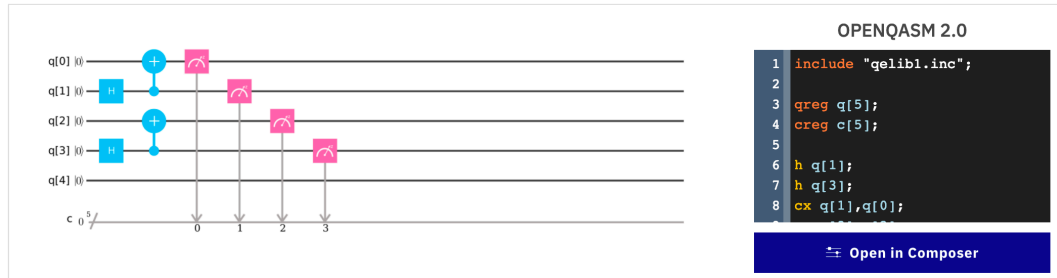 OPENQASM 2.0
q[0] |0⟩
q[1] |0⟩ H
q[2] |0⟩
q[3] |0⟩ H
q[4] |0⟩
c 0 5
0 1 2 3
1 include "qelib1.inc";
2
3 qreg q[5];
4 creg c[5];
5
6 h q[1];
7 h q[3];
8 cx q[1],q[0];
Open in Composer